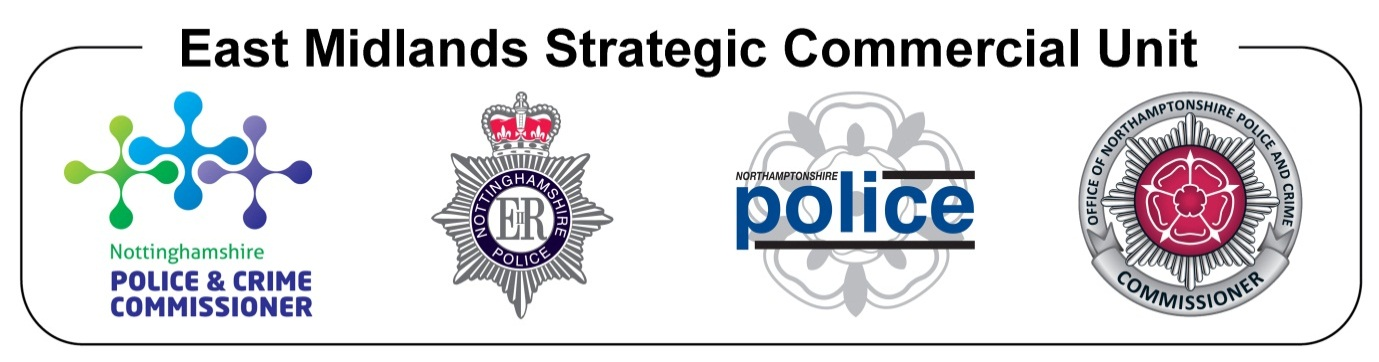 East Midlands Strategic Commercial Unit
Nottinghamshire
POLICE & CRIME
COMMISSIONER
NOTTINGHAMSHIRE
EIIR
POLICE
NORTHAMPTONSHIRE
police
OFFICE OF NORTHAMPTONSHIRE POLICE AND CRIME
COMMISSIONER